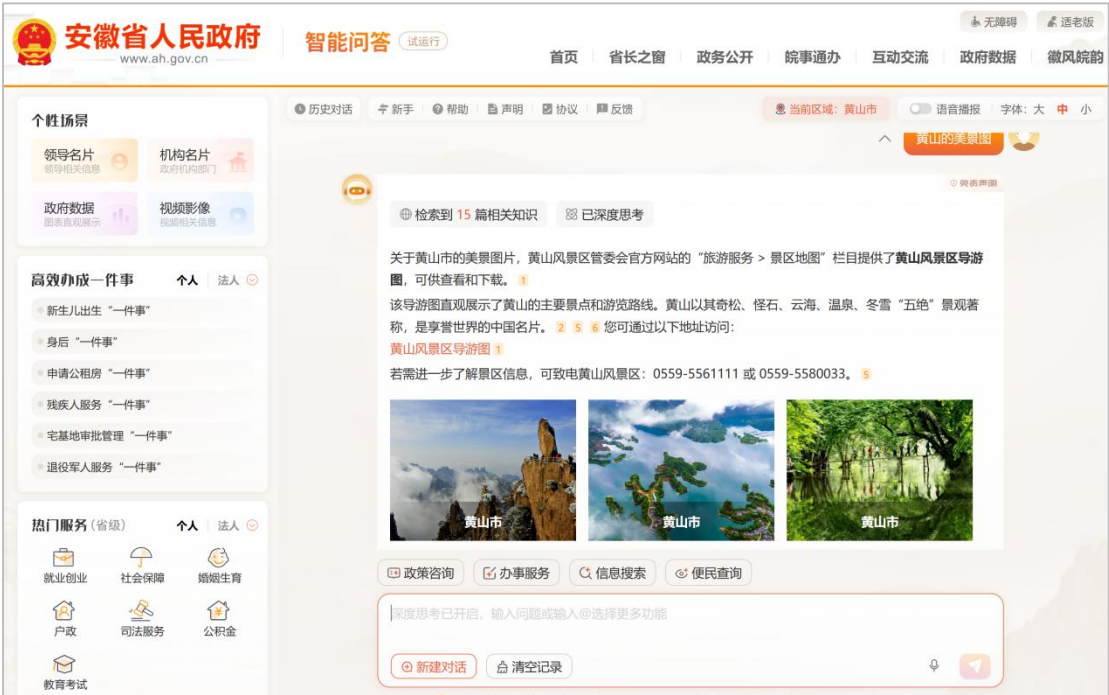 安徽省人民政府
www.ah.gov.cn
智能问答
试运行
无障碍
适老版
首页
省长之窗
政务公开
皖事通办
互动交流
政府数据
徽风皖韵
个性场景
领导名片
领导相关信息
机构名片
政府机构部门
政府数据
图表直观展示
视频影像
视频相关信息
高效办成一件事
个人
法人
新生儿出生“一件事”
身后“一件事”
申请公租房“一件事”
残疾人服务“一件事”
宅基地审批管理“一件事”
退役军人服务“一件事”
热门服务(省级)
个人
法人
就业创业
社会保障
婚姻生育
户政
司法服务
公积金
教育考试
历史对话
新手
帮助
声明
协议
反馈
当前区域：黄山市
语音播报
字体：大 中 小
黄山的美景图
免责声明
检索到 15 篇相关知识
已深度思考
关于黄山市的美景图片，黄山风景区管委会官方网站的“旅游服务 > 景区地图”栏目提供了黄山风景区导游
图，可供查看和下载。 1
该导游图直观展示了黄山的主要景点和游览路线。黄山以其奇松、怪石、云海、温泉、冬雪“五绝”景观著
称，是享誉世界的中国名片。 2 5 6 您可通过以下地址访问：
黄山风景区导游图 1
若需进一步了解景区信息，可致电黄山风景区：0559-5561111 或 0559-5580033。 5
黄山市
黄山市
黄山市
政策咨询
办事服务
信息搜索
便民查询
深度思考已开启，输入问题或输入@选择更多功能
新建对话
清空记录